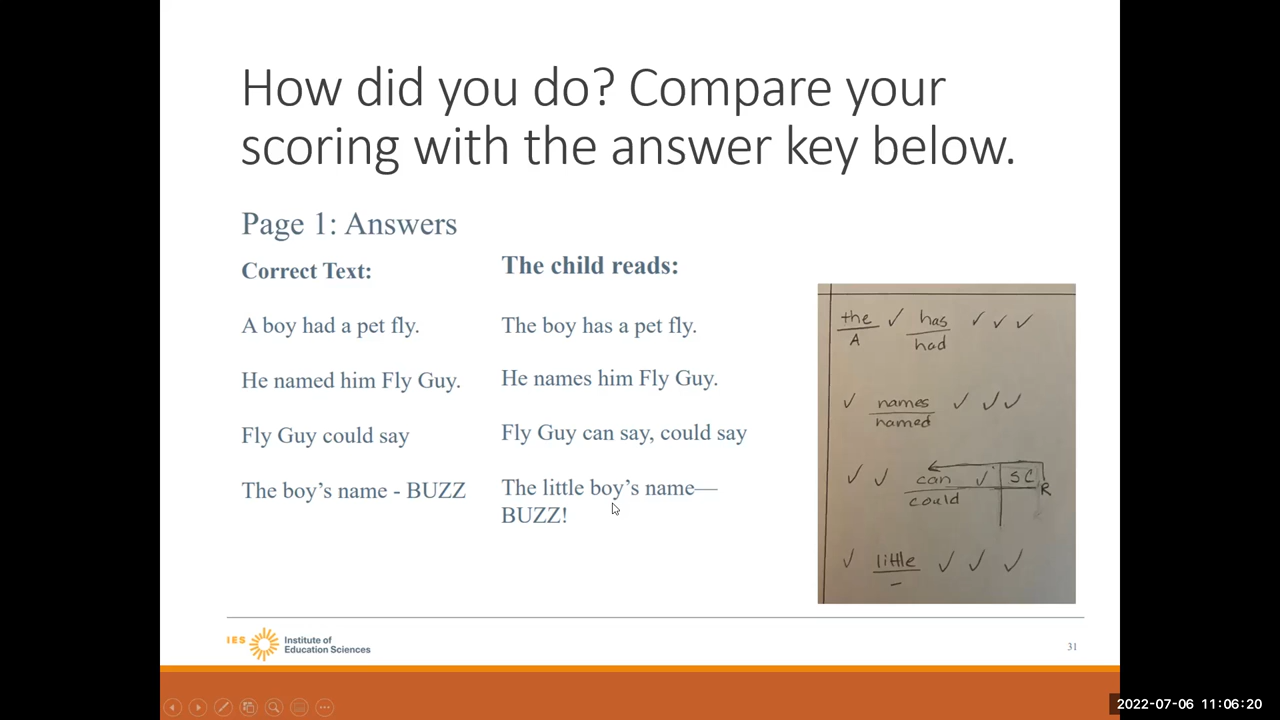 How did you do? Compare your
scoring with the answer key below.
Page 1: Answers
Correct Text:
A boy had a pet fly.
He named him Fly Guy.
Fly Guy could say
The boy's name - BUZZ
The child reads:
The boy has a pet fly.
He names him Fly Guy.
Fly Guy can say, could say
The little boy's name—
BUZZ!
the ✓ has ✓ ✓ ✓
A had
✓ names ✓ ✓ ✓
named
✓ ✓ can ✓ SC R
could
✓ little ✓ ✓ ✓
–
IES Institute of
Education Sciences
31
2022-07-06 11:06:20